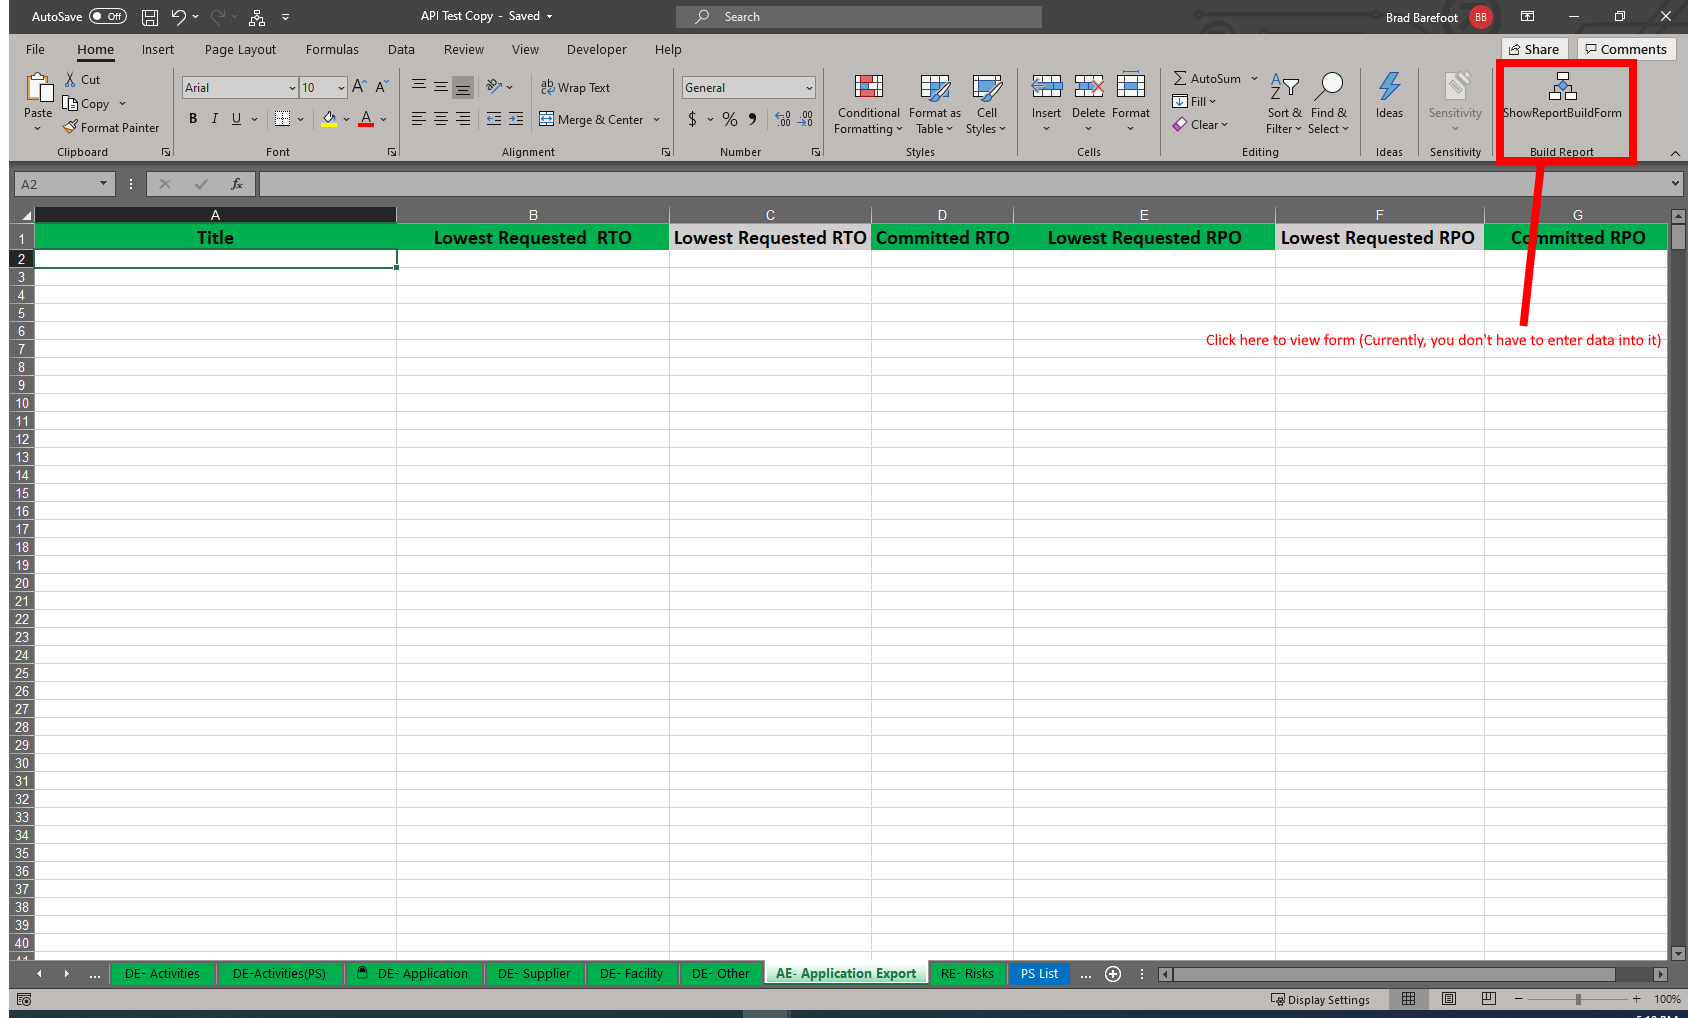 AutoSave Off API Test Copy - Saved Search Brad Barefoot BB
File Home Insert Page Layout Formulas Data Review View Developer Help Share Comments
Paste Cut Copy Format Painter
Clipboard
Arial 10 A A
B I U A
Font
ab Wrap Text
Merge & Center
Alignment
General
$ % 9 .00 .00
Number
Conditional Formatting Format as Table Cell Styles
Styles
Insert Delete Format
Cells
AutoSum Fill Clear
Sort & Filter Find & Select
Editing
Ideas
Ideas
Sensitivity
Sensitivity
ShowReportBuildForm
Build Report
A2 fx
A B C D E F G
1 Title Lowest Requested  RTO Lowest Requested RTO Committed RTO Lowest Requested RPO Lowest Requested RPO Committed RPO
2
3
4
5
6
Click here to view form (Currently, you don't have to enter data into it)
7
8
9
10
11
12
13
14
15
16
17
18
19
20
21
22
23
24
25
26
27
28
29
30
31
32
33
34
35
36
37
38
39
40
... DE- Activities DE-Activities(PS) DE- Application DE- Supplier DE- Facility DE- Other AE- Application Export RE- Risks PS List ...
Display Settings 100%